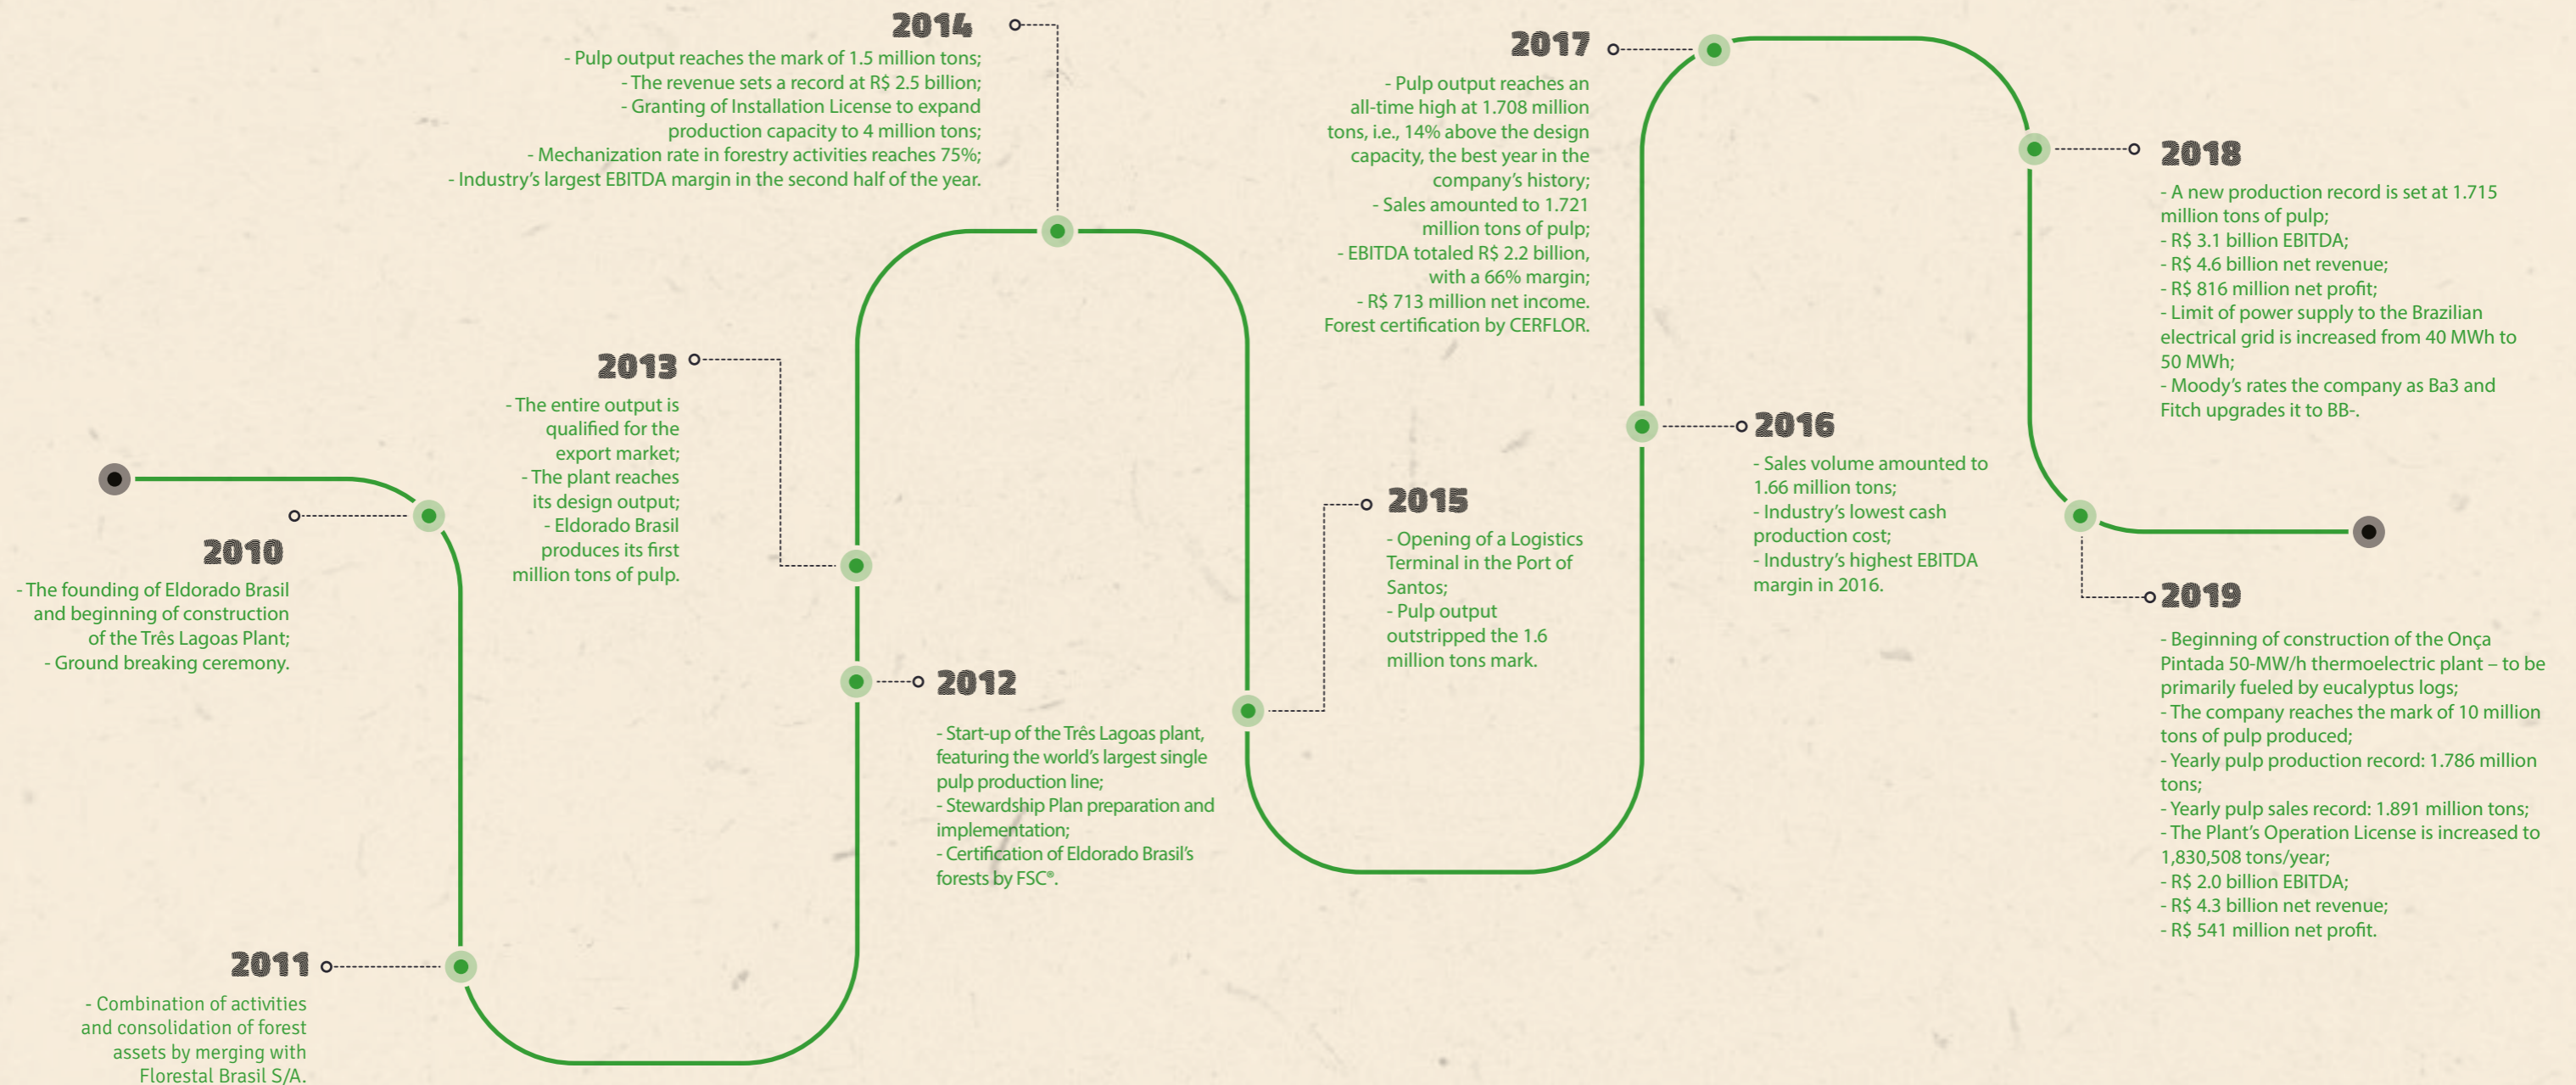 2010
- The founding of Eldorado Brasil
and beginning of construction
of the Três Lagoas Plant;
- Ground breaking ceremony.
2011
- Combination of activities
and consolidation of forest
assets by merging with
Florestal Brasil S/A.
2012
- Start-up of the Três Lagoas plant,
featuring the world’s largest single
pulp production line;
- Stewardship Plan preparation and
implementation;
- Certification of Eldorado Brasil’s
forests by FSC®.
2013
- The entire output is
qualified for the
export market;
- The plant reaches
its design output;
- Eldorado Brasil
produces its first
million tons of pulp.
2014
- Pulp output reaches the mark of 1.5 million tons;
- The revenue sets a record at R$ 2.5 billion;
- Granting of Installation License to expand
production capacity to 4 million tons;
- Mechanization rate in forestry activities reaches 75%;
- Industry’s largest EBITDA margin in the second half of the year.
2015
- Opening of a Logistics
Terminal in the Port of
Santos;
- Pulp output
outstripped the 1.6
million tons mark.
2016
- Sales volume amounted to
1.66 million tons;
- Industry’s lowest cash
production cost;
- Industry’s highest EBITDA
margin in 2016.
2017
- Pulp output reaches an
all-time high at 1.708 million
tons, i.e., 14% above the design
capacity, the best year in the
company’s history;
- Sales amounted to 1.721
million tons of pulp;
- EBITDA totaled R$ 2.2 billion,
with a 66% margin;
- R$ 713 million net income.
Forest certification by CERFLOR.
2018
- A new production record is set at 1.715
million tons of pulp;
- R$ 3.1 billion EBITDA;
- R$ 4.6 billion net revenue;
- R$ 816 million net profit;
- Limit of power supply to the Brazilian
electrical grid is increased from 40 MWh to
50 MWh;
- Moody’s rates the company as Ba3 and
Fitch upgrades it to BB-.
2019
- Beginning of construction of the Onça
Pintada 50-MW/h thermoelectric plant – to be
primarily fueled by eucalyptus logs;
- The company reaches the mark of 10 million
tons of pulp produced;
- Yearly pulp production record: 1.786 million
tons;
- Yearly pulp sales record: 1.891 million tons;
- The Plant’s Operation License is increased to
1,830,508 tons/year;
- R$ 2.0 billion EBITDA;
- R$ 4.3 billion net revenue;
- R$ 541 million net profit.